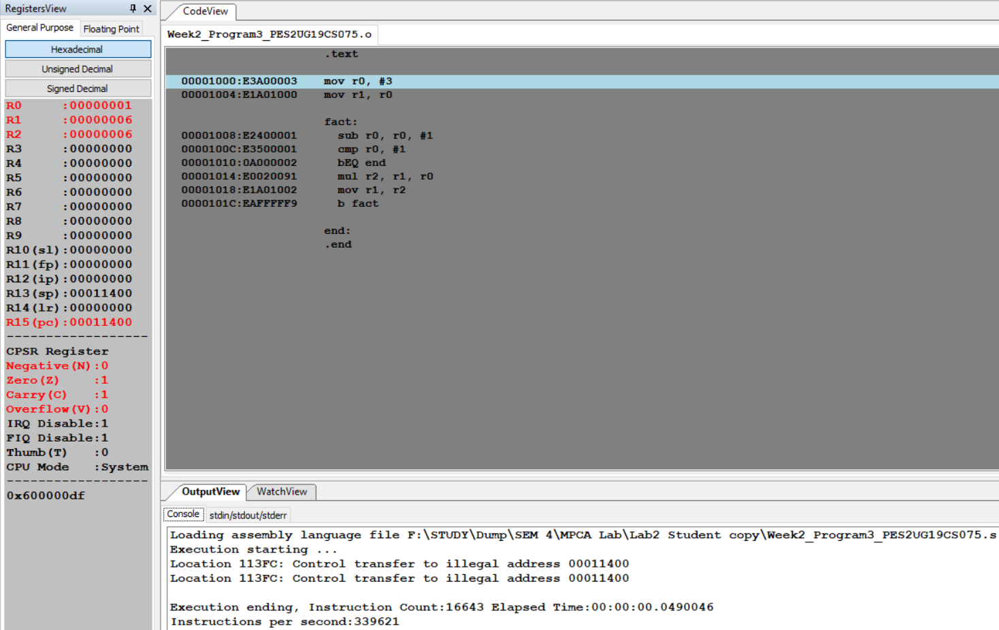 RegistersView
General Purpose Floating Point
Hexadecimal
Unsigned Decimal
Signed Decimal
R0 :00000001
R1 :00000006
R2 :00000006
R3 :00000000
R4 :00000000
R5 :00000000
R6 :00000000
R7 :00000000
R8 :00000000
R9 :00000000
R10(sl):00000000
R11(fp):00000000
R12(ip):00000000
R13(sp):00011400
R14(lr):00000000
R15(pc):00011400
------------------
CPSR Register
Negative(N):0
Zero(Z) :1
Carry(C) :1
Overflow(V):0
IRQ Disable:1
FIQ Disable:1
Thumb(T) :0
CPU Mode :System
------------------
0x600000df
CodeView
Week2_Program3_PES2UG19CS075.o
.text
00001000:E3A00003 mov r0, #3
00001004:E1A01000 mov r1, r0
fact:
00001008:E2400001 sub r0, r0, #1
0000100C:E3500001 cmp r0, #1
00001010:0A000002 bEQ end
00001014:E0020091 mul r2, r1, r0
00001018:E1A01002 mov r1, r2
0000101C:EAFFFFF9 b fact
end:
.end
OutputView WatchView
Console stdin/stdout/stderr
Loading assembly language file F:\STUDY\Dump\SEM 4\MPCA Lab\Lab2 Student copy\Week2_Program3_PES2UG19CS075.s
Execution starting ...
Location 113FC: Control transfer to illegal address 00011400
Location 113FC: Control transfer to illegal address 00011400
Execution ending, Instruction Count:16643 Elapsed Time:00:00:00.0490046
Instructions per second:339621